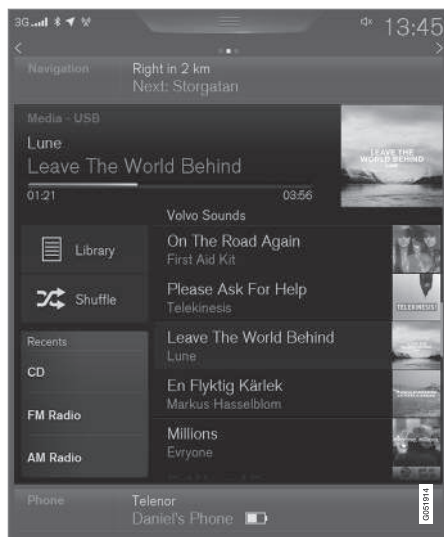 3G
13:45
Navigation
Right in 2 km
Next: Storgatan
Media - USB
Lune
Leave The World Behind
01:21
03:56
LEAVE THE
WORLD BEHIND
Volvo Sounds
Library
Shuffle
On The Road Again
First Aid Kit
Please Ask For Help
Telekinesis
TELEKINESIS!
Leave The World Behind
Lune
En Flyktig Kärlek
Markus Hasselblom
Millions
Evryone
Recents
CD
FM Radio
AM Radio
Phone
Telenor
Daniel's Phone
G051914